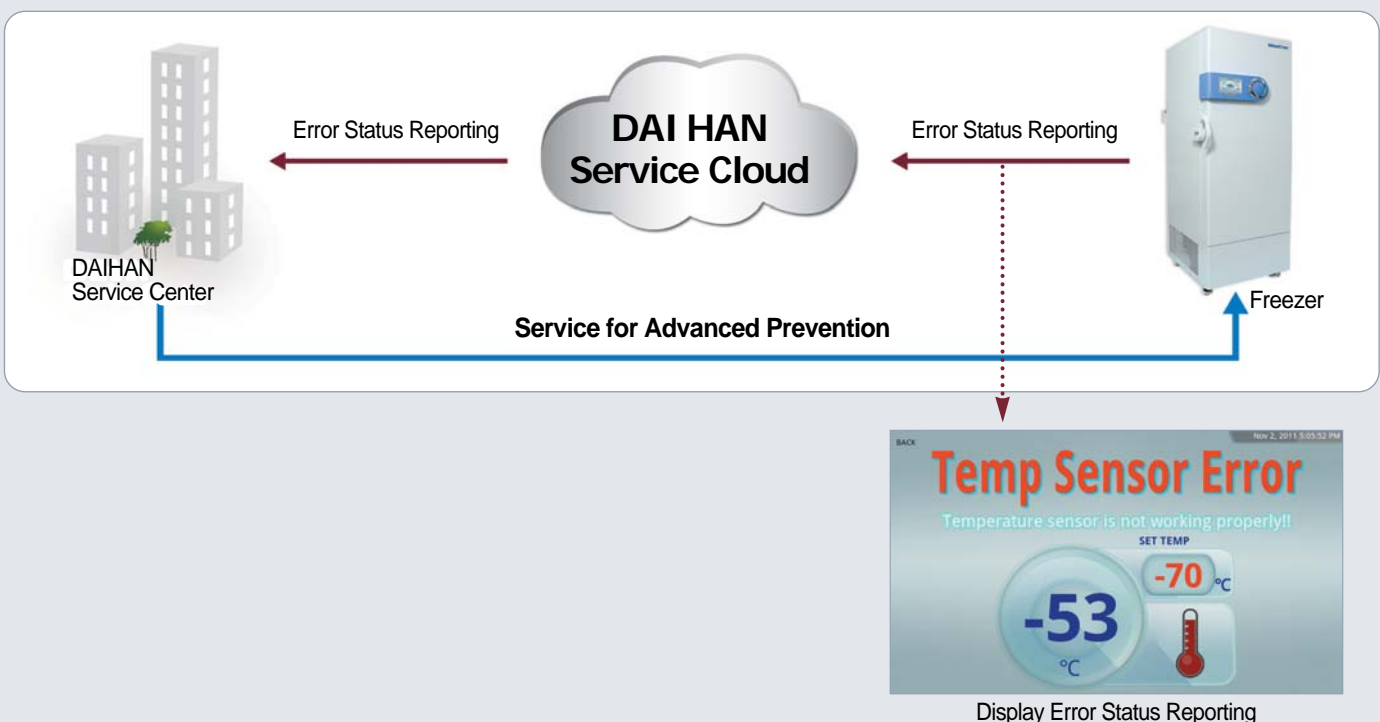 Error Status Reporting
DAI HAN
Service Cloud
Error Status Reporting
DAIHAN
Service Center
Freezer
Service for Advanced Prevention
BACK
Nov 2, 2011 5:05:52 PM
Temp Sensor Error
Temperature sensor is not working properly!!
SET TEMP
-70 °C
-53
°C
Display Error Status Reporting